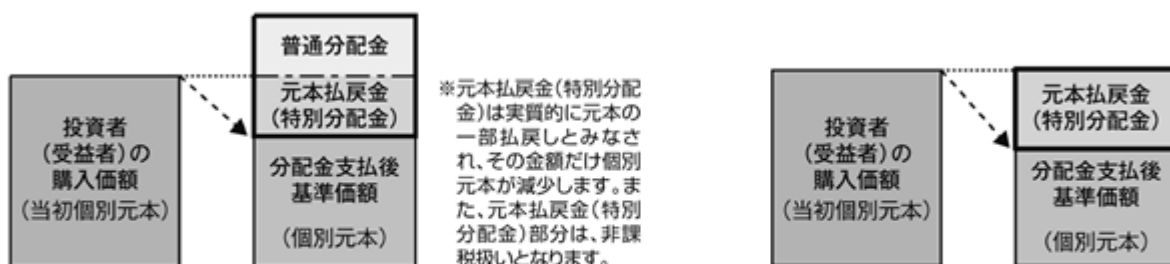 投資者
(受益者)の
購入価額
(当初個別元本)
普通分配金
元本払戻金
(特別分配金)
分配金支払後
基準価額
(個別元本)
※元本払戻金(特別分配
金)は実質的に元本の
一部払戻しとみなさ
れ、その金額だけ個別
元本が減少します。ま
た、元本払戻金(特別
分配金)部分は、非課
税扱いとなります。
投資者
(受益者)の
購入価額
(当初個別元本)
元本払戻金
(特別分配金)
分配金支払後
基準価額
(個別元本)